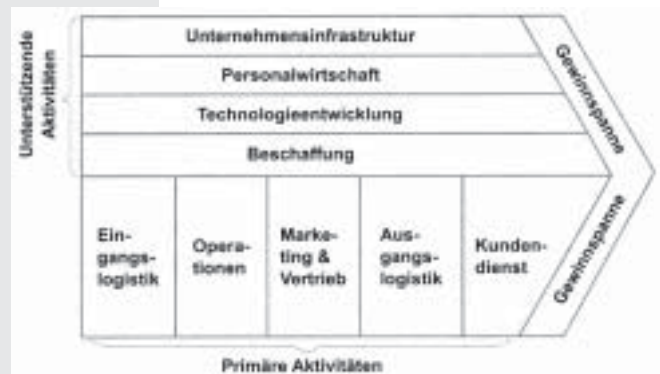 Unterstützende
Aktivitäten
Unternehmensinfrastruktur
Personalwirtschaft
Technologieentwicklung
Beschaffung
Gewinnspanne
Ein-
gangs-
logistik
Opera-
tionen
Marke-
ting &
Vertrieb
Aus-
gangs-
logistik
Kunden-
dienst
Gewinnspanne
Primäre Aktivitäten